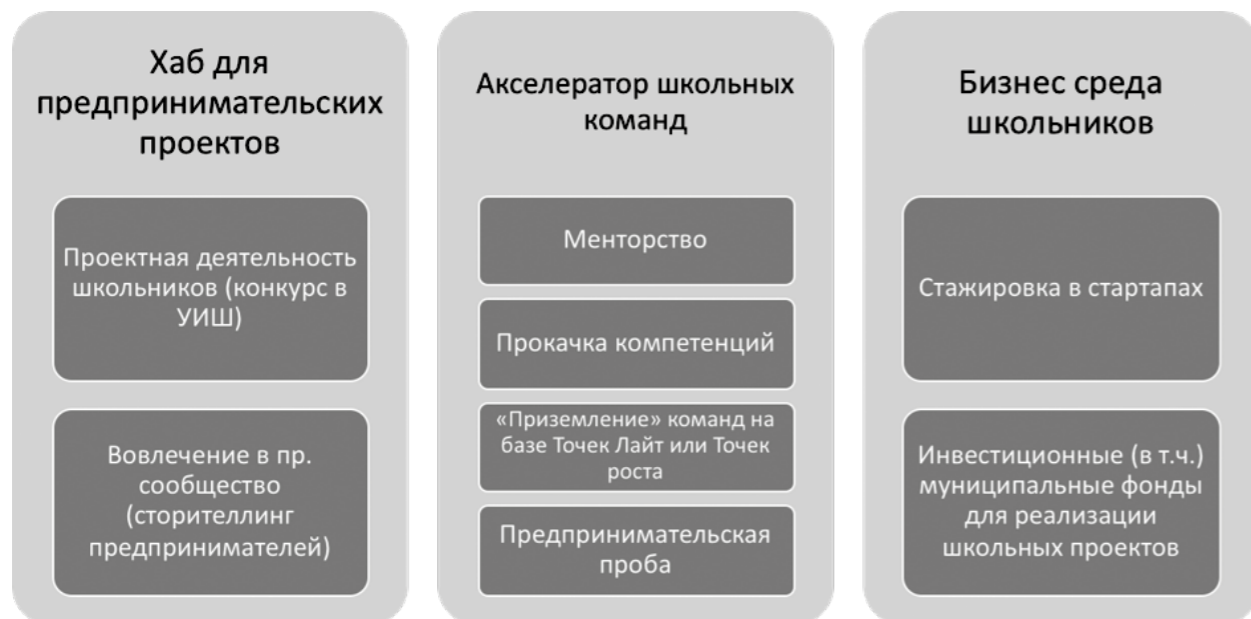 Хаб для
предпринимательских
проектов
Проектная деятельность
школьников (конкурс в
УИШ)
Вовлечение в пр.
сообщество
(сторителлинг
предпринимателей)
Акселератор школьных
команд
Менторство
Прокачка компетенций
«Приземление» команд на
базе Точек Лайт или Точек
роста
Предпринимательская
проба
Бизнес среда
школьников
Стажировка в стартапах
Инвестиционные (в т.ч.)
муниципальные фонды
для реализации
школьных проектов